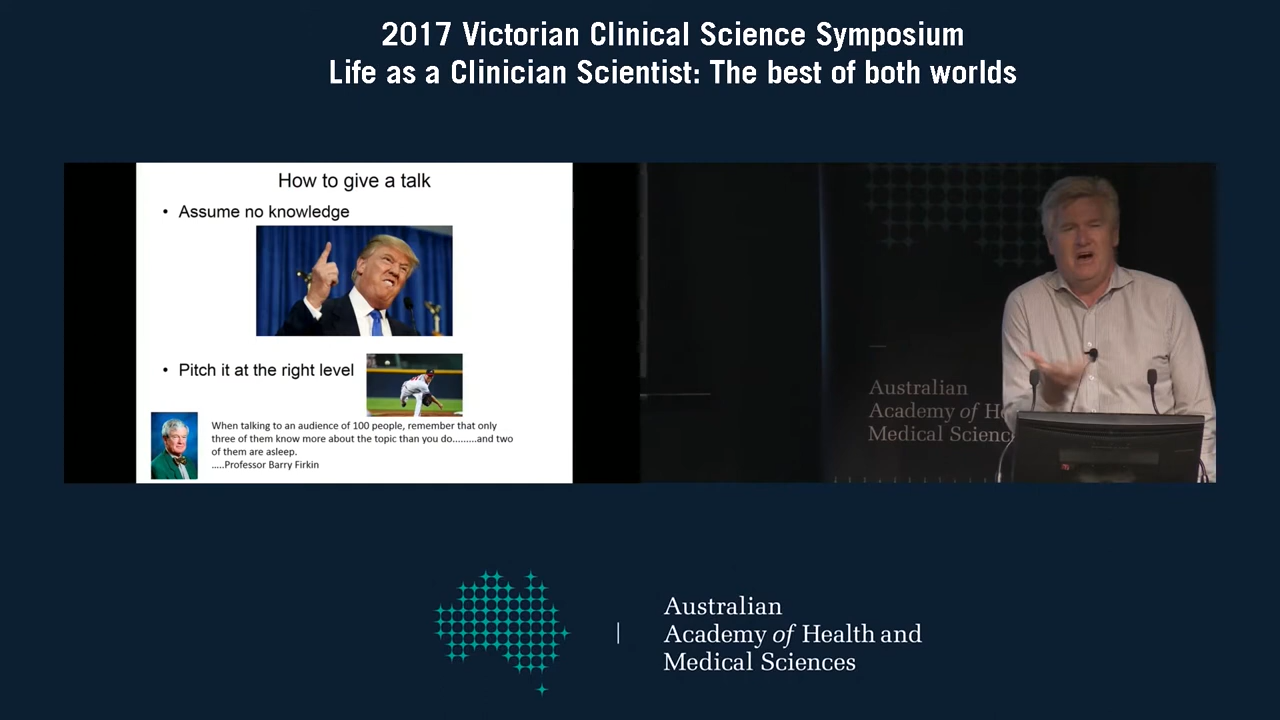 2017 Victorian Clinical Science Symposium
Life as a Clinician Scientist: The best of both worlds
How to give a talk
• Assume no knowledge
• Pitch it at the right level
When talking to an audience of 100 people, remember that only
three of them know more about the topic than you do.........and two
of them are asleep.
.....Professor Barry Firkin
Australian
Academy of He
Medical Scienc
Australian
Academy of Health and
Medical Sciences